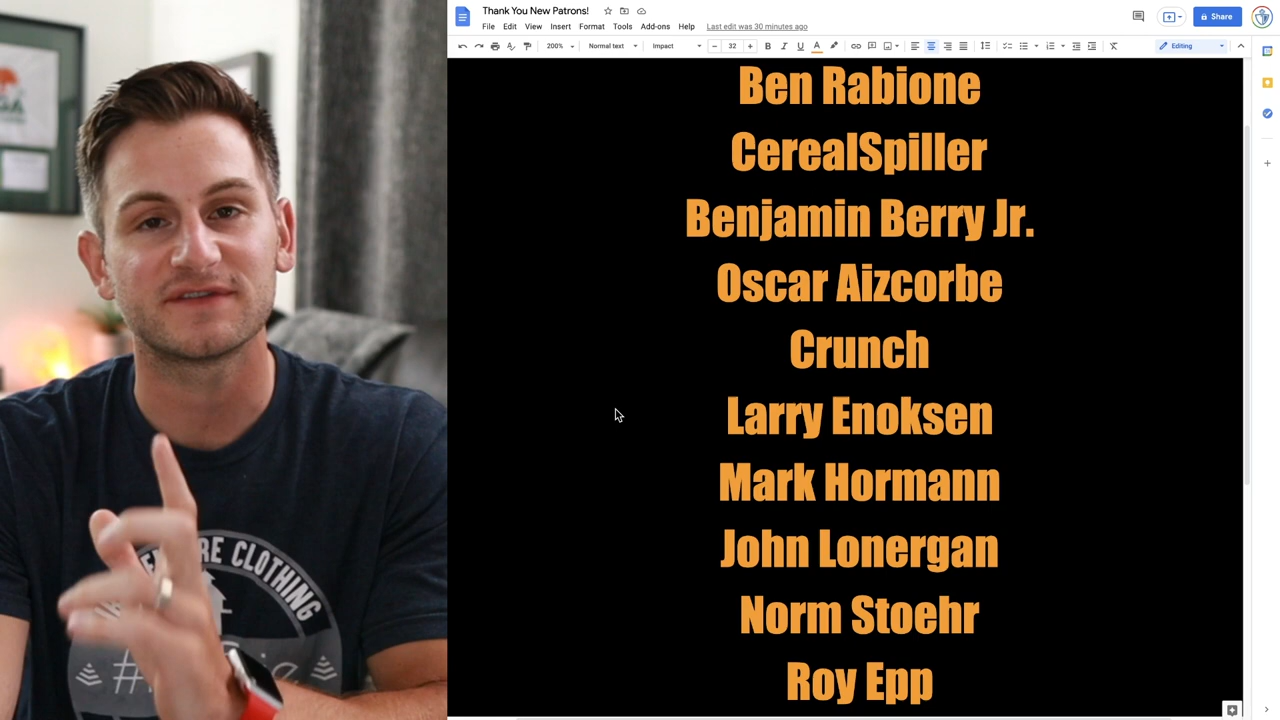 Thank You New Patrons!
File Edit View Insert Format Tools Add-ons Help Last edit was 30 minutes ago
Share
200% Normal text Impact 32 B I U A Editing
Ben Rabione
CerealSpiller
Benjamin Berry Jr.
Oscar Aizcorbe
Crunch
Larry Enoksen
Mark Hormann
John Lonergan
Norm Stoehr
Roy Epp
RE CLOTHING